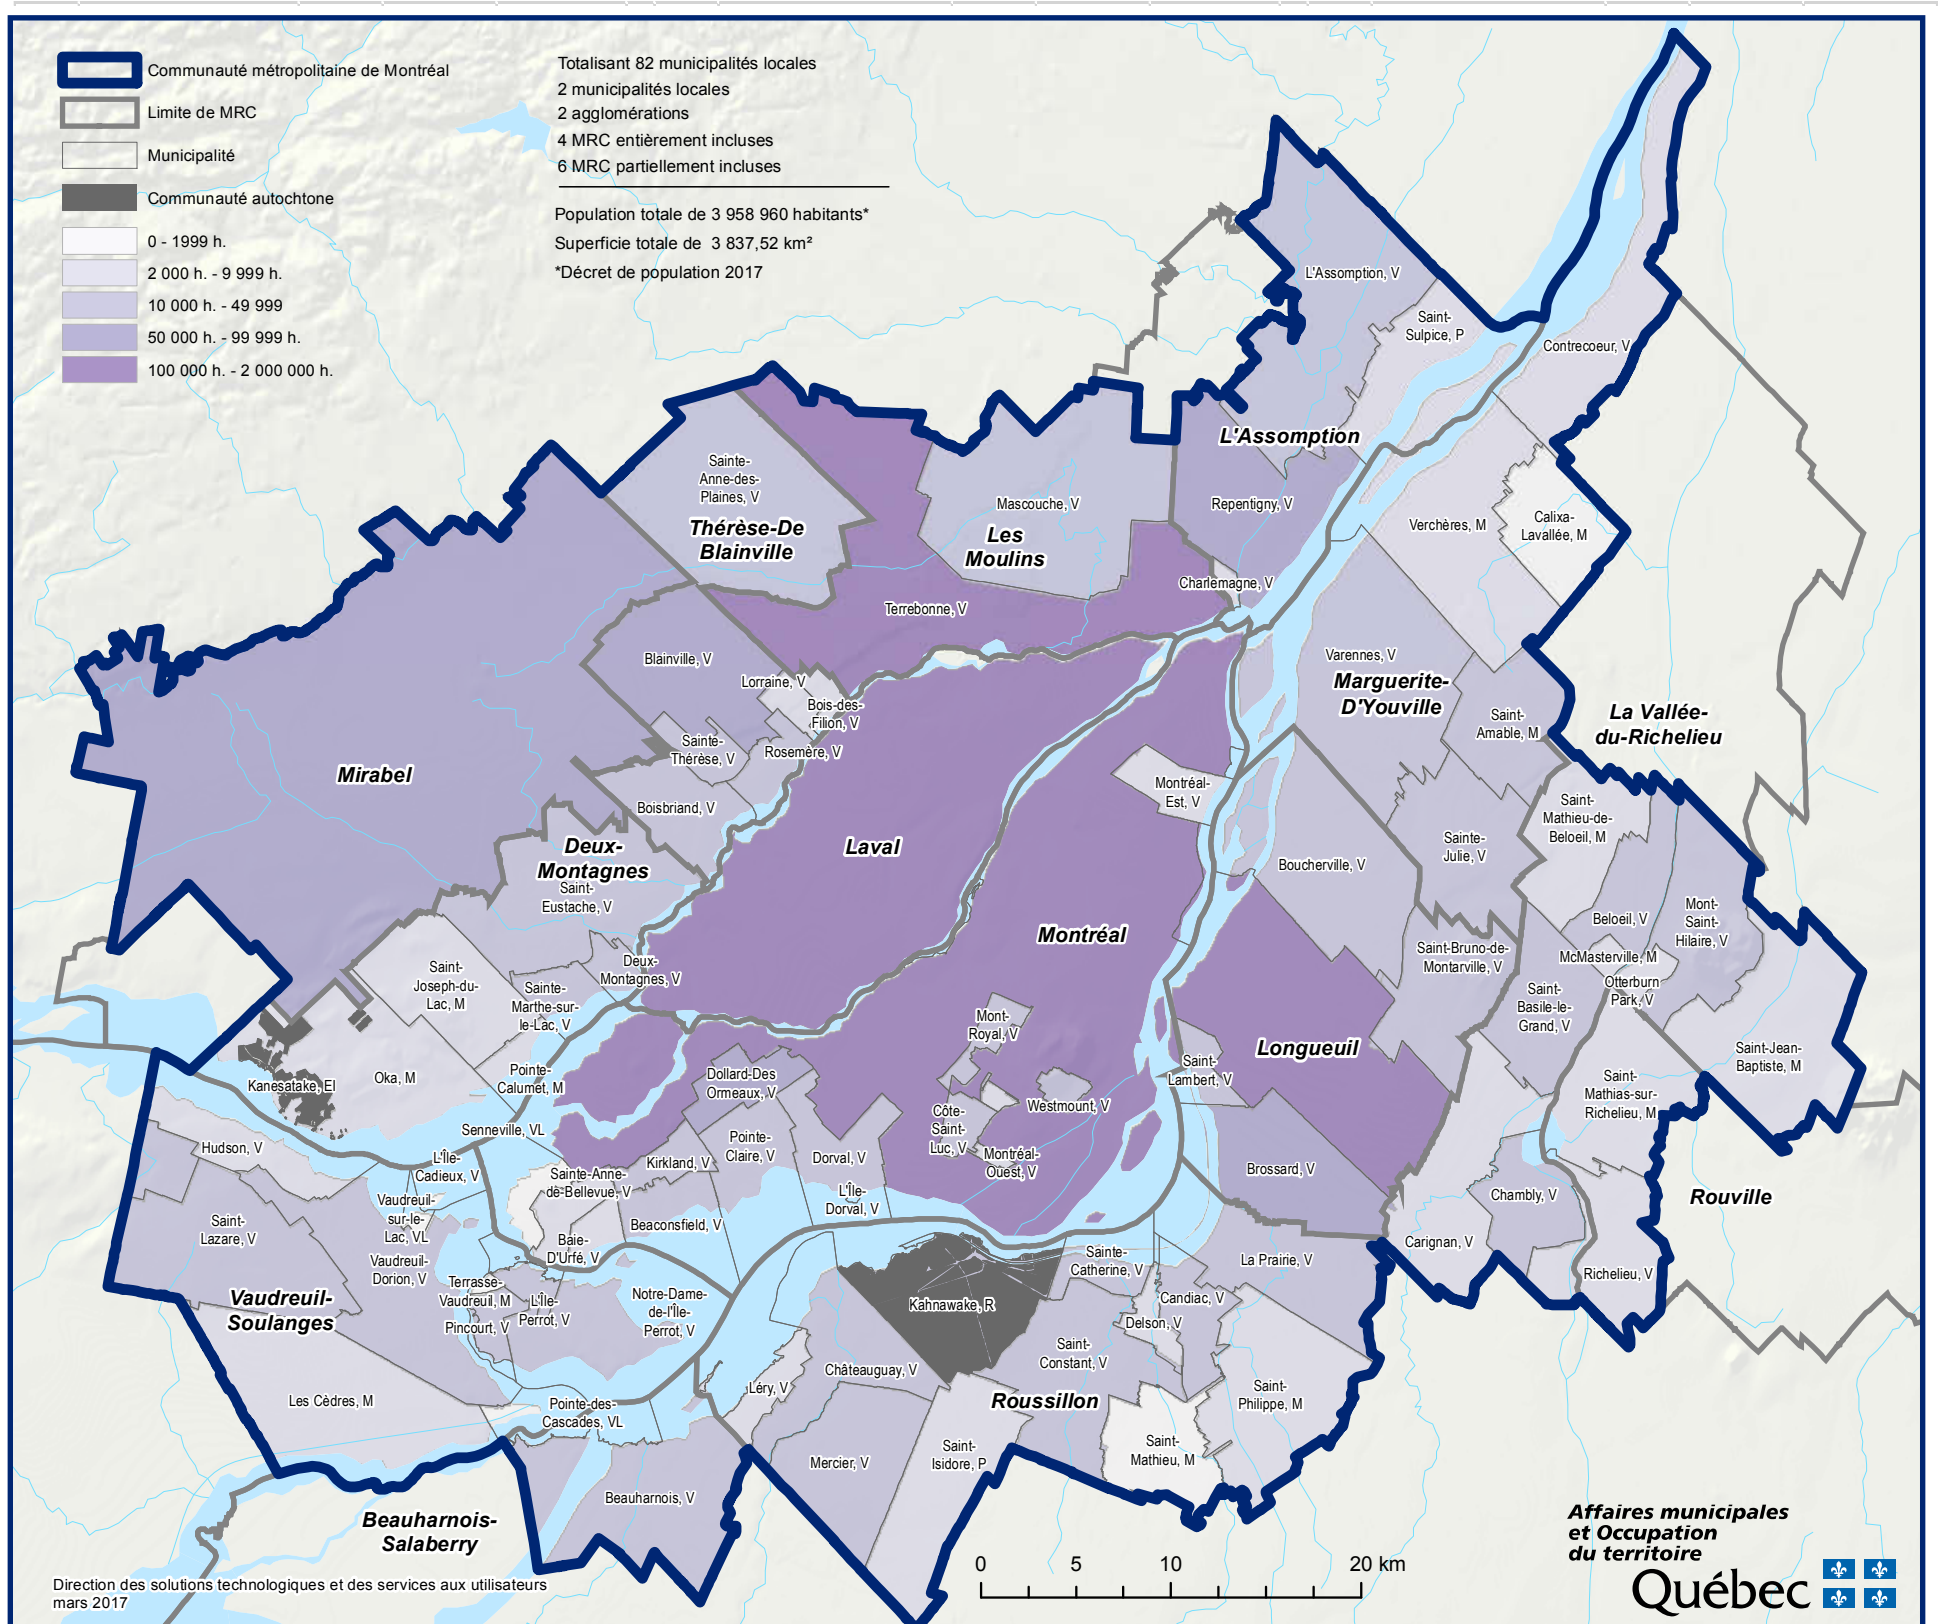 Communauté métropolitaine de Montréal
Limite de MRC
Municipalité
Communauté autochtone
0 - 1999 h.
2 000 h. - 9 999 h.
10 000 h. - 49 999
50 000 h. - 99 999 h.
100 000 h. - 2 000 000 h.
Totalisant 82 municipalités locales
2 municipalités locales
2 agglomérations
4 MRC entièrement incluses
6 MRC partiellement incluses
Population totale de 3 958 960 habitants*
Superficie totale de 3 837,52 km²
*Décret de population 2017
L'Assomption, V
Saint-
Sulpice, P
Contrecoeur, V
L'Assomption
Sainte-
Anne-des-
Plaines, V
Thérèse-De
Blainville
Mascouche, V
Les
Moulins
Repentigny, V
Verchères, M
Calixa-
Lavallée, M
Charlemagne, V
Terrebonne, V
Blainville, V
Lorraine, V
Bois-des-
Filion, V
Sainte-
Thérèse, V
Rosemère, V
Varennes, V
Marguerite-
D'Youville
Saint-
Amable, M
La Vallée-
du-Richelieu
Mirabel
Boisbriand, V
Montréal-
Est, V
Saint-
Mathieu-de-
Beloeil, M
Deux-
Montagnes
Saint-
Eustache, V
Laval
Boucherville, V
Sainte-
Julie, V
Beloeil, V
Mont-
Saint-
Hilaire, V
Montréal
Saint-Bruno-de-
Montarville, V
McMasterville, M
Otterburn
Park, V
Saint-
Joseph-du-
Lac, M
Deux-
Montagnes, V
Sainte-
Marthe-sur-
le-Lac, V
Mont-
Royal, V
Saint-
Basile-le-
Grand, V
Longueuil
Saint-
Lambert, V
Saint-Jean-
Baptiste, M
Kanesatake, EI
Oka, M
Pointe-
Calumet, M
Dollard-Des
Ormeaux, V
Westmount, V
Saint-
Mathias-sur-
Richelieu, M
Senneville, VL
Côte-
Saint-
Luc, V
Hudson, V
L'Île-
Cadieux, V
Sainte-Anne-
de-Bellevue, V
Kirkland, V
Pointe-
Claire, V
Dorval, V
Montréal-
Ouest, V
Brossard, V
Chambly, V
Rouville
Vaudreuil-
sur-le-
Lac, VL
L'Île-
Dorval, V
Saint-
Lazare, V
Beaconsfield, V
Baie-
D'Urfé, V
Carignan, V
Richelieu, V
Vaudreuil-
Dorion, V
Sainte-
Catherine, V
La Prairie, V
Vaudreuil-
Soulanges
Terrasse-
Vaudreuil, M
L'Île-
Perrot, V
Pincourt, V
Notre-Dame-
de-l'Île-
Perrot, V
Kahnawake, R
Candiac, V
Delson, V
Saint-
Constant, V
Châteauguay, V
Léry, V
Les Cèdres, M
Pointe-des-
Cascades, VL
Roussillon
Saint-
Philippe, M
Mercier, V
Saint-
Isidore, P
Saint-
Mathieu, M
Beauharnois, V
Beauharnois-
Salaberry
0 5 10 20 km
Direction des solutions technologiques et des services aux utilisateurs
mars 2017
Affaires municipales
et Occupation
du territoire
Québec